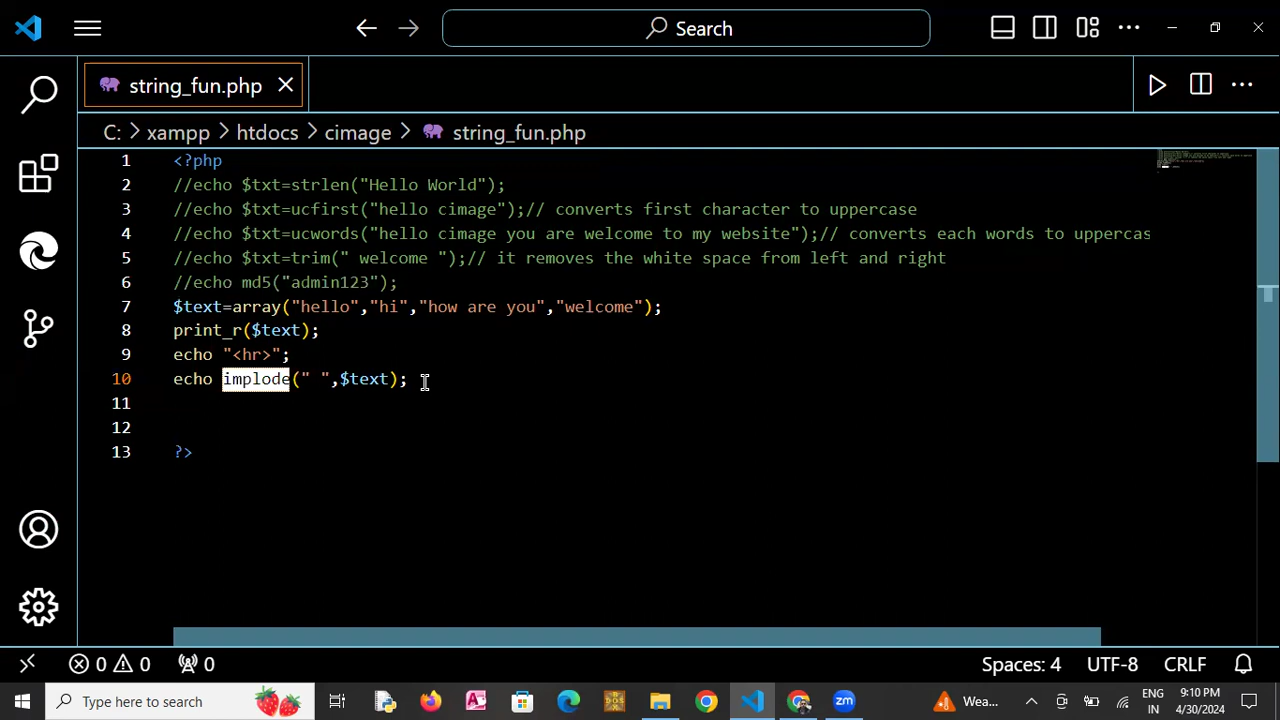 Search
string_fun.php
C: > xampp > htdocs > cimage > string_fun.php
1 <?php
2 //echo $txt=strlen("Hello World");
3 //echo $txt=ucfirst("hello cimage");// converts first character to uppercase
4 //echo $txt=ucwords("hello cimage you are welcome to my website");// converts each words to uppercas
5 //echo $txt=trim(" welcome ");// it removes the white space from left and right
6 //echo md5("admin123");
7 $text=array("hello","hi","how are you","welcome");
8 print_r($text);
9 echo "<hr>";
10 echo implode(" ",$text);
11
12
13 ?>
0 0 0 Spaces: 4 UTF-8 CRLF
Type here to search Wea... ENG IN 9:10 PM 4/30/2024
zm